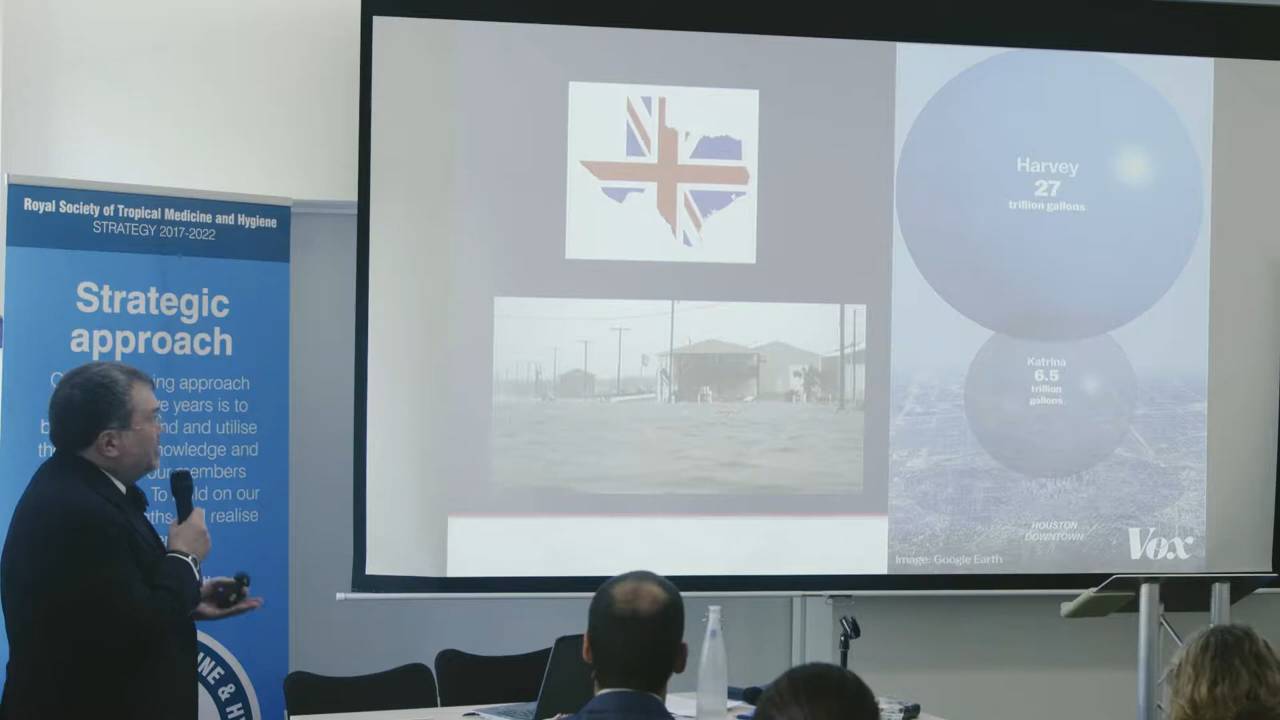 Royal Society of Tropical Medicine and Hygiene
STRATEGY 2017-2022
Strategic
approach
approach
years is to
and utilise
knowledge and
our members
To on our
realise
Harvey
27
trillion gallons
Katrina
6.5
trillion
gallons
HOUSTON
DOWNTOWN
Image: Google Earth
Vox